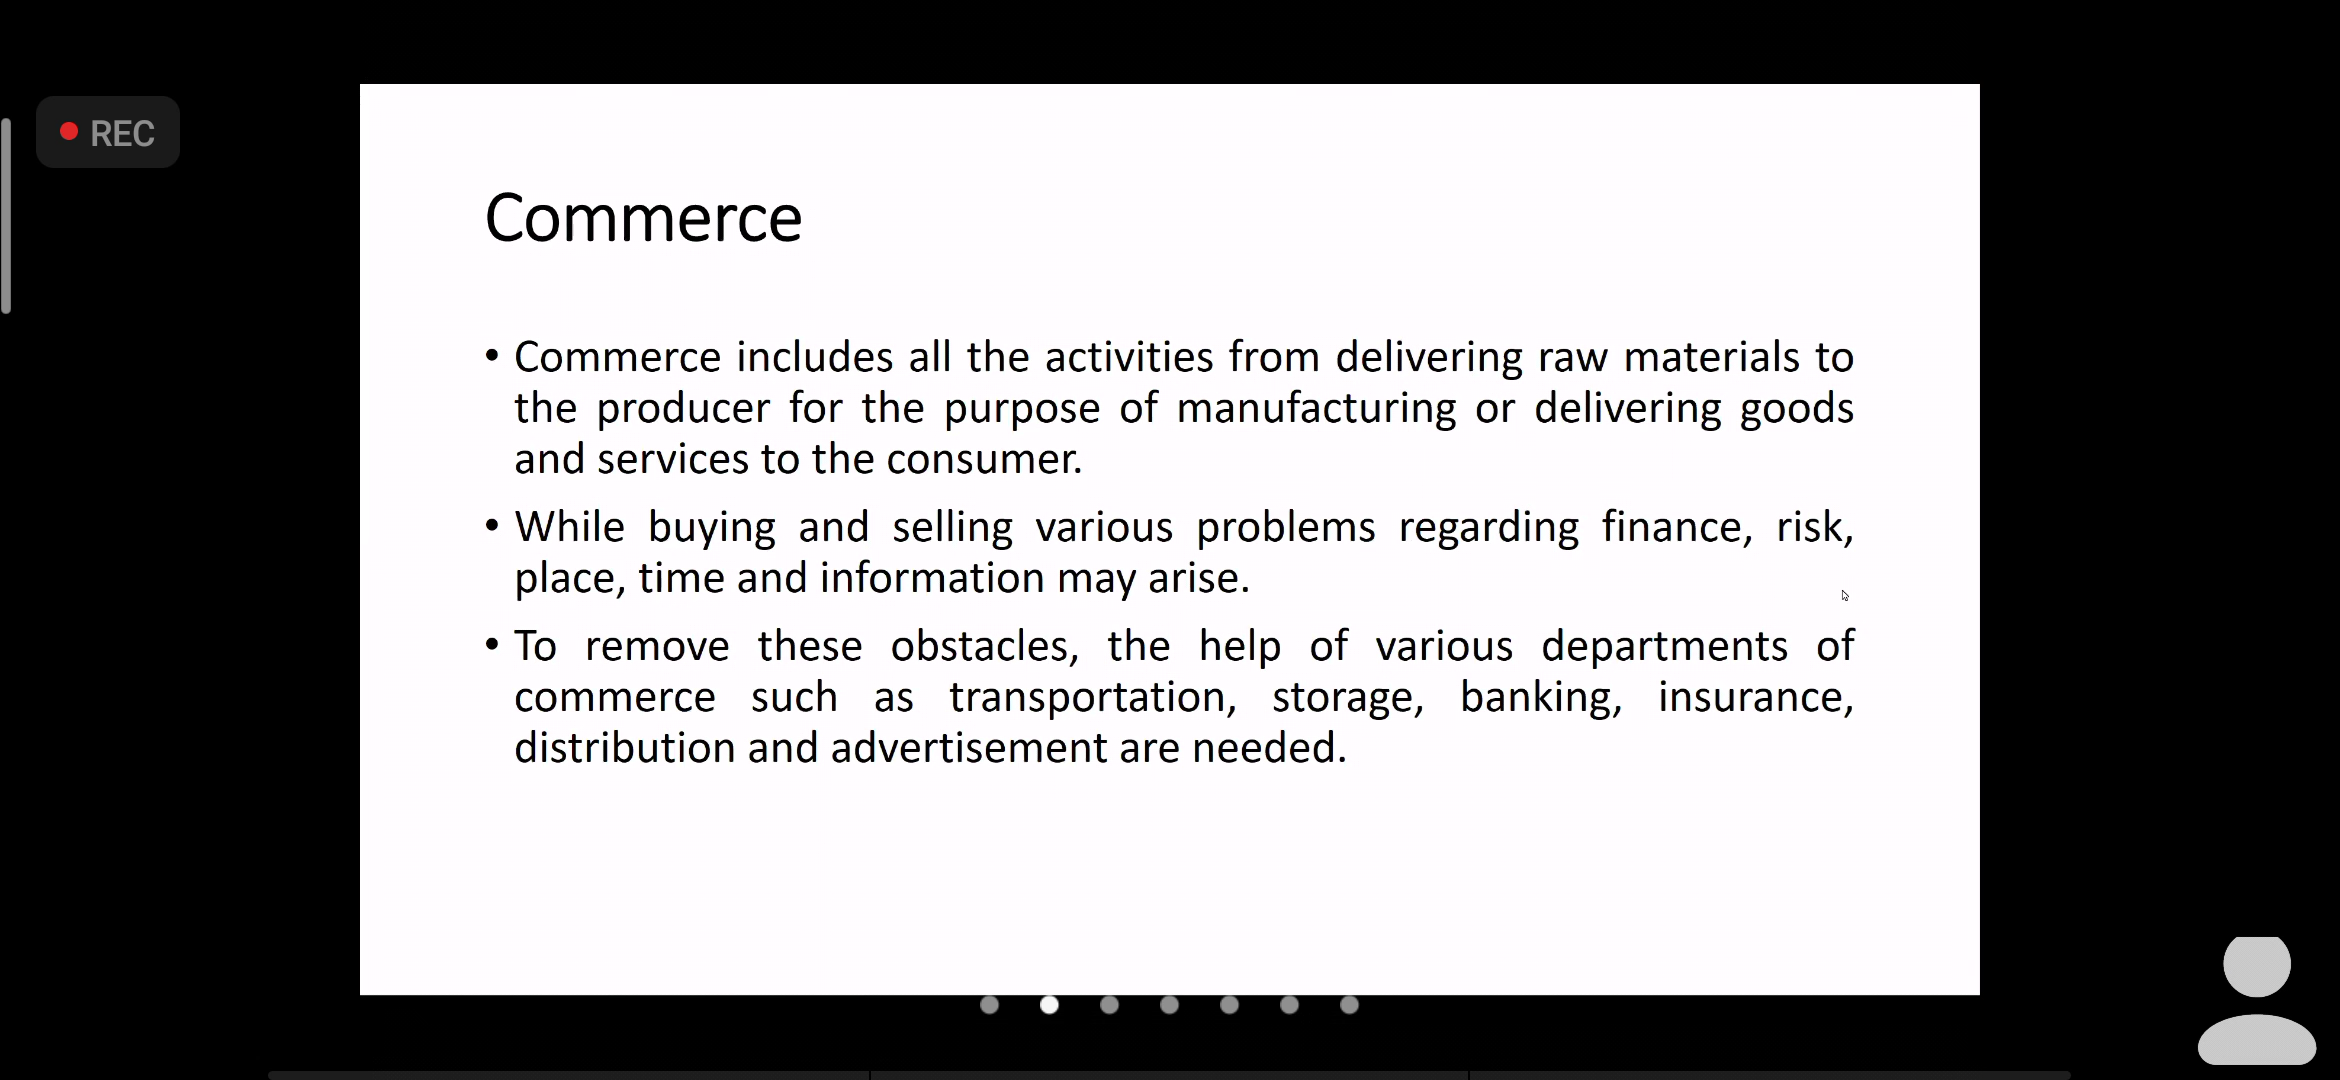 REC
Commerce
• Commerce includes all the activities from delivering raw materials to
the producer for the purpose of manufacturing or delivering goods
and services to the consumer.
• While buying and selling various problems regarding finance, risk,
place, time and information may arise.
• To remove these obstacles, the help of various departments of
commerce such as transportation, storage, banking, insurance,
distribution and advertisement are needed.